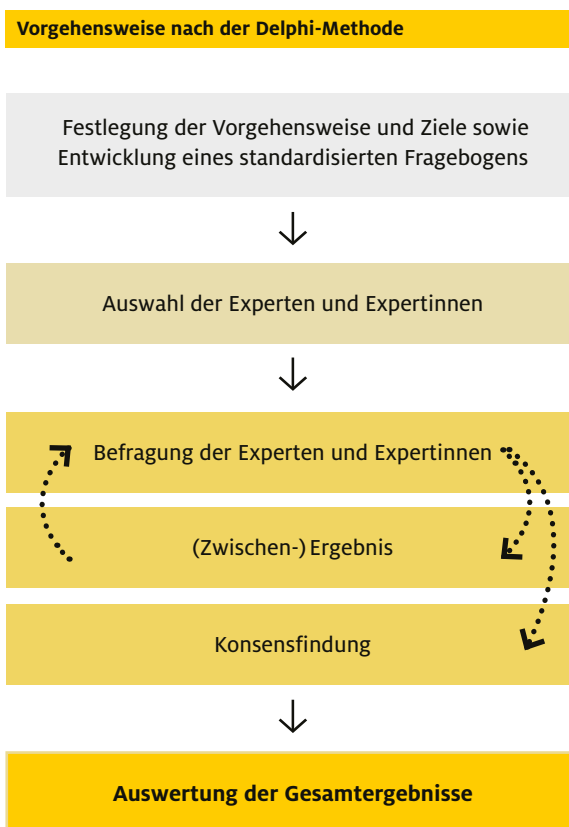 Vorgehensweise nach der Delphi-Methode
Festlegung der Vorgehensweise und Ziele sowie
Entwicklung eines standardisierten Fragebogens
Auswahl der Experten und Expertinnen
Befragung der Experten und Expertinnen
(Zwischen-) Ergebnis
Konsensfindung
Auswertung der Gesamtergebnisse